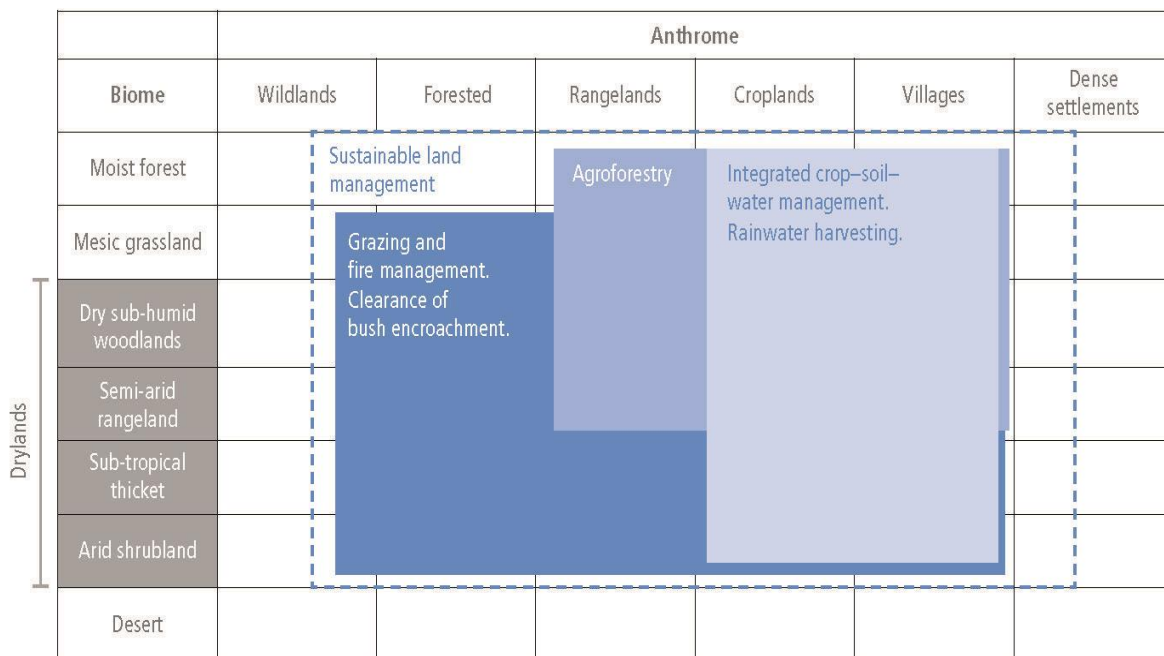 Anthrome
Biome
Wildlands
Forested
Rangelands
Croplands
Villages
Dense
settlements
Moist forest
Sustainable land
management
Agroforestry
Integrated crop–soil–
water management.
Rainwater harvesting.
Mesic grassland
Grazing and
fire management.
Clearance of
bush encroachment.
Drylands
Dry sub-humid
woodlands
Semi-arid
rangeland
Sub-tropical
thicket
Arid shrubland
Desert